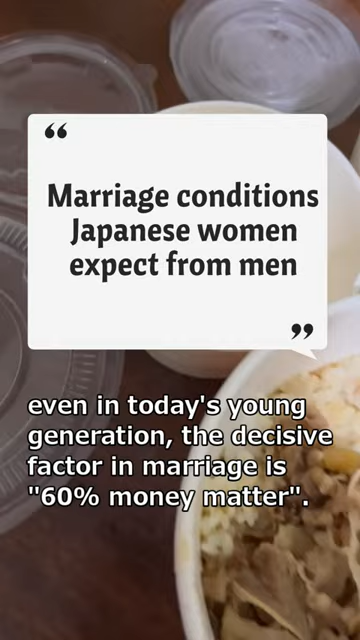 “
Marriage conditions
Japanese women
expect from men
”
even in today's young
generation, the decisive
factor in marriage is
"60% money matter".